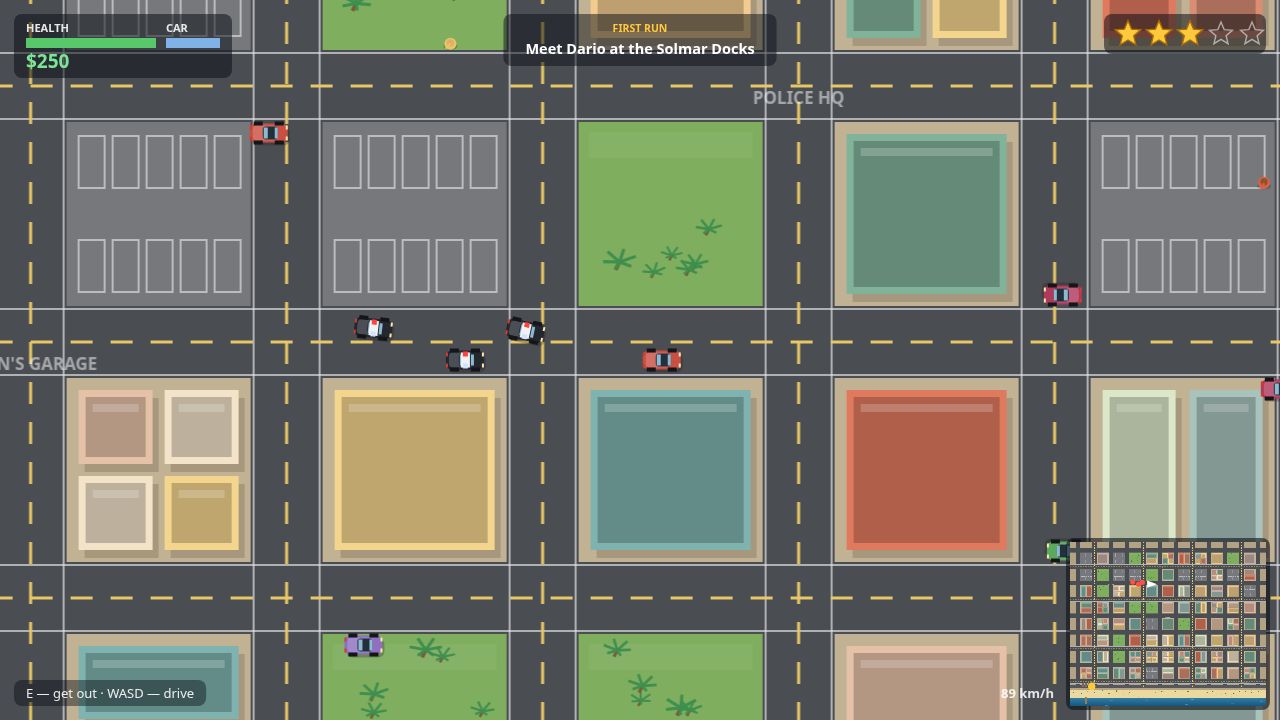 HEALTH
CAR
$250
FIRST RUN
Meet Dario at the Solmar Docks
POLICE HQ
N'S GARAGE
E — get out · WASD — drive
89 km/h